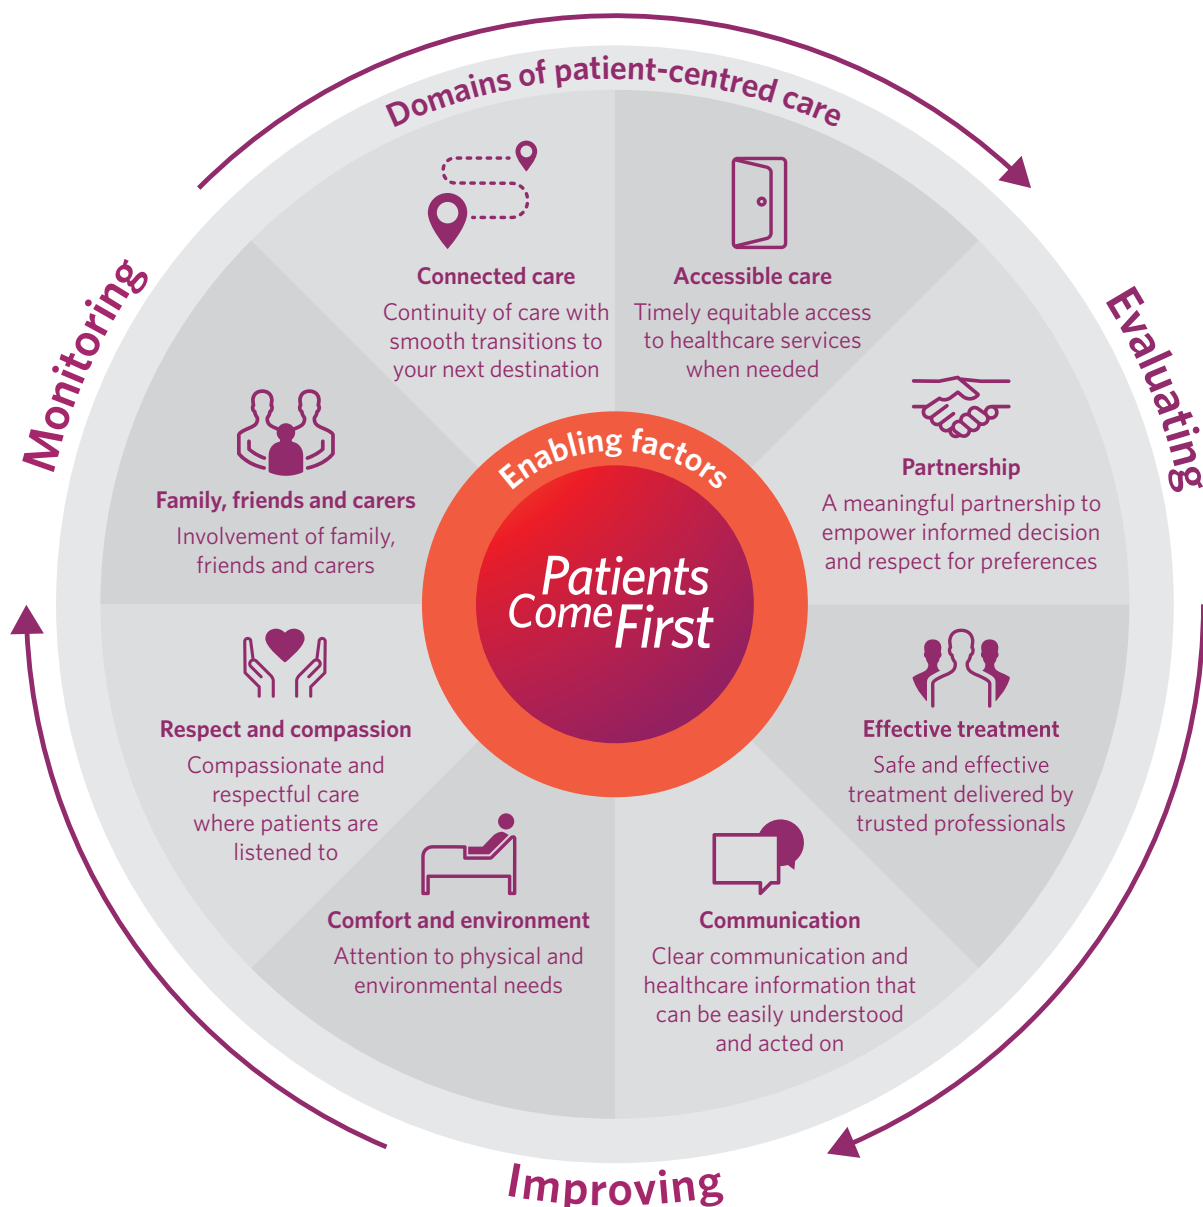 Domains of patient-centred care
Monitoring
Evaluating
Improving
Connected care
Continuity of care with
smooth transitions to
your next destination
Accessible care
Timely equitable access
to healthcare services
when needed
Partnership
A meaningful partnership to
empower informed decision
and respect for preferences
Effective treatment
Safe and effective
treatment delivered by
trusted professionals
Communication
Clear communication and
healthcare information that
can be easily understood
and acted on
Comfort and environment
Attention to physical and
environmental needs
Respect and compassion
Compassionate and
respectful care
where patients are
listened to
Family, friends and carers
Involvement of family,
friends and carers
Enabling factors
Patients
Come First